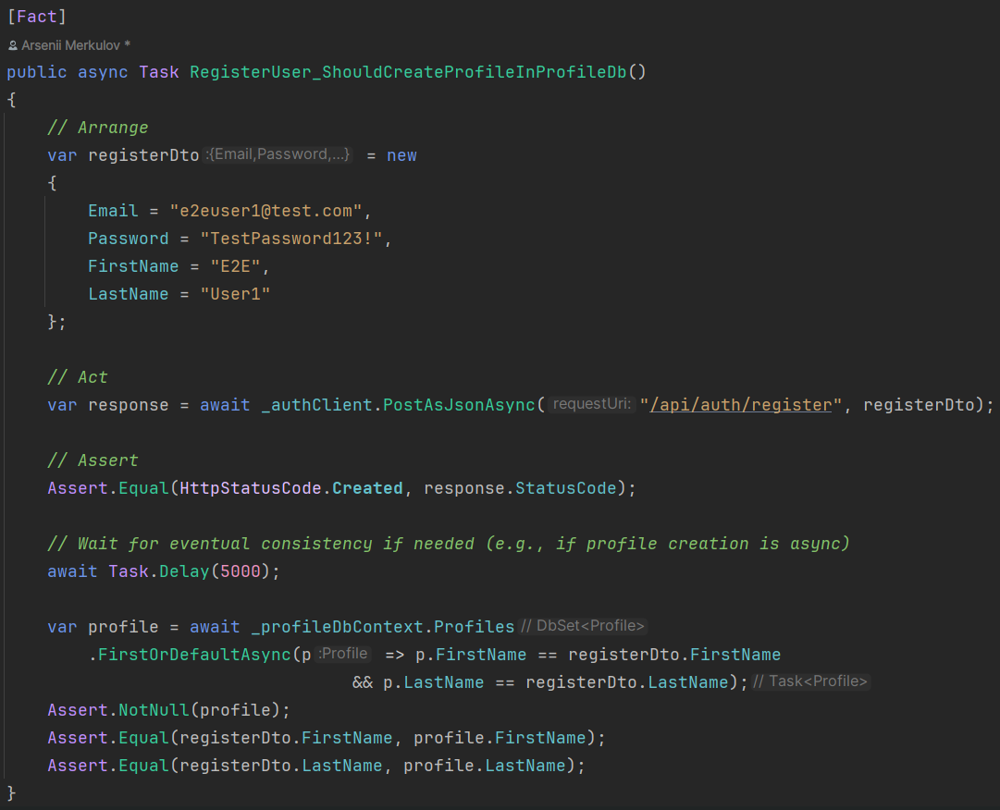 [Fact]
Arsenii Merkulov *
public async Task RegisterUser_ShouldCreateProfileInProfileDb()
{
    // Arrange
    var registerDto :{Email,Password,...} = new
    {
        Email = "e2euser1@test.com",
        Password = "TestPassword123!",
        FirstName = "E2E",
        LastName = "User1"
    };

    // Act
    var response = await _authClient.PostAsJsonAsync( requestUri: "/api/auth/register", registerDto);

    // Assert
    Assert.Equal(HttpStatusCode.Created, response.StatusCode);

    // Wait for eventual consistency if needed (e.g., if profile creation is async)
    await Task.Delay(5000);

    var profile = await _profileDbContext.Profiles // DbSet<Profile>
        .FirstOrDefaultAsync(p :Profile => p.FirstName == registerDto.FirstName
                                  && p.LastName == registerDto.LastName); // Task<Profile>
    Assert.NotNull(profile);
    Assert.Equal(registerDto.FirstName, profile.FirstName);
    Assert.Equal(registerDto.LastName, profile.LastName);
}